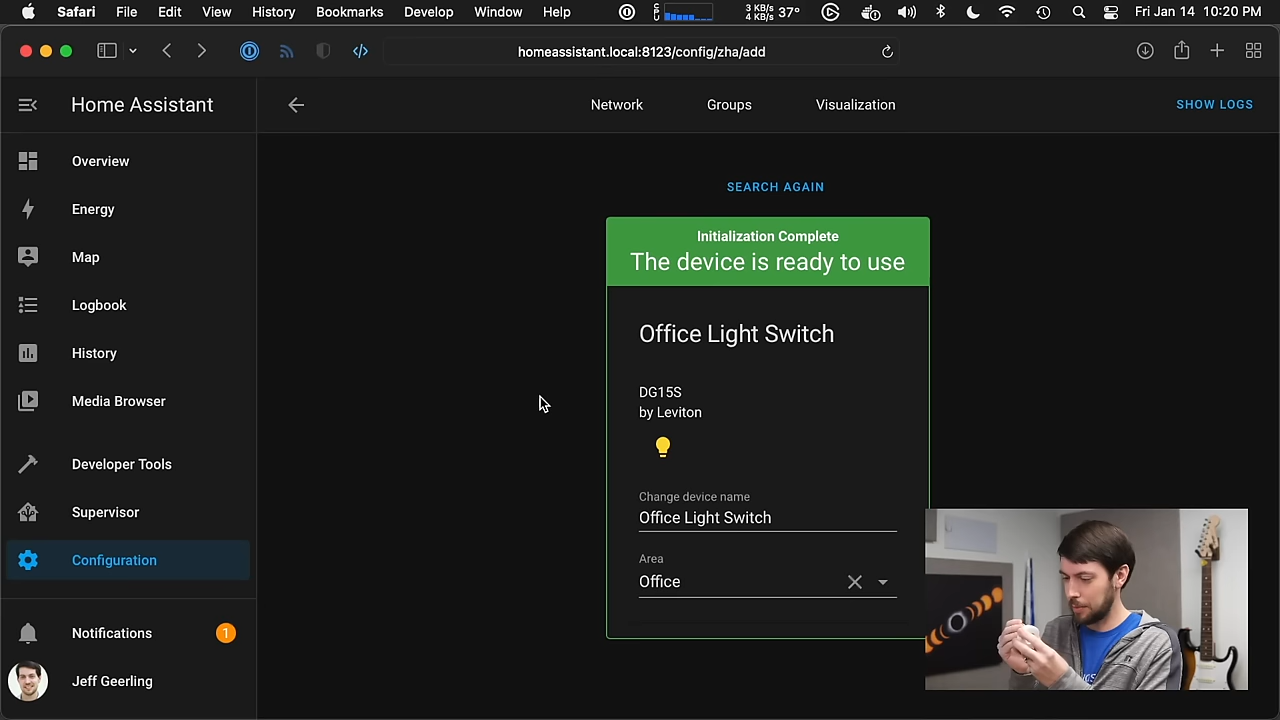 Safari File Edit View History Bookmarks Develop Window Help CPU 3 KB/s 4 KB/s 37° Fri Jan 14 10:20 PM
homeassistant.local:8123/config/zha/add
Home Assistant
Network Groups Visualization SHOW LOGS
Overview
Energy
Map
Logbook
History
Media Browser
Developer Tools
Supervisor
Configuration
Notifications 1
Jeff Geerling
SEARCH AGAIN
Initialization Complete
The device is ready to use
Office Light Switch
DG15S
by Leviton
Change device name
Office Light Switch
Area
Office